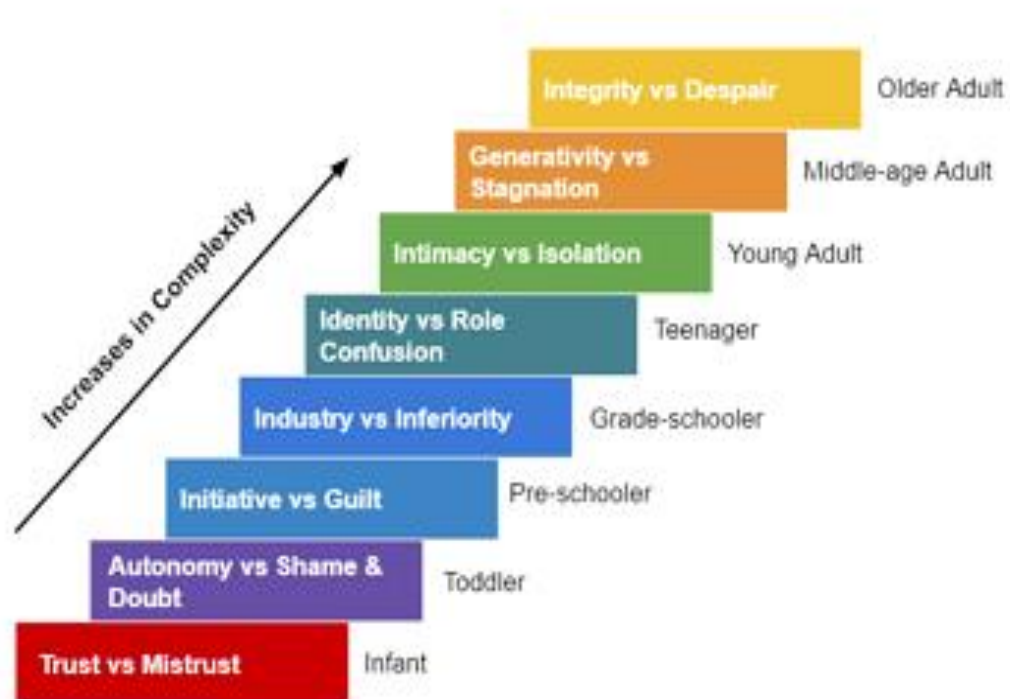 Integrity vs Despair
Older Adult
Generativity vs
Stagnation
Middle-age Adult
Intimacy vs Isolation
Young Adult
Identity vs Role
Confusion
Teenager
Industry vs Inferiority
Grade-schooler
Initiative vs Guilt
Pre-schooler
Autonomy vs Shame &
Doubt
Toddler
Trust vs Mistrust
Infant
Increases in Complexity